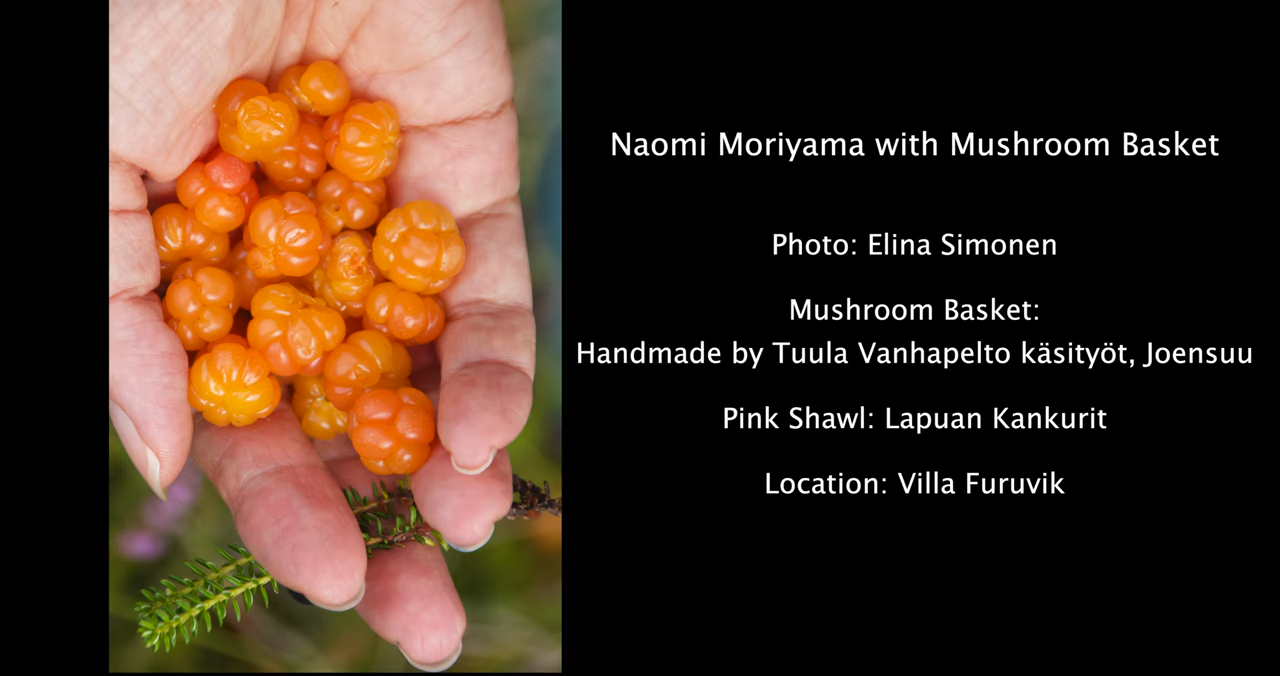 Naomi Moriyama with Mushroom Basket
Photo: Elina Simonen
Mushroom Basket:
Handmade by Tuula Vanhapelto käsityöt, Joensuu
Pink Shawl: Lapuan Kankurit
Location: Villa Furuvik